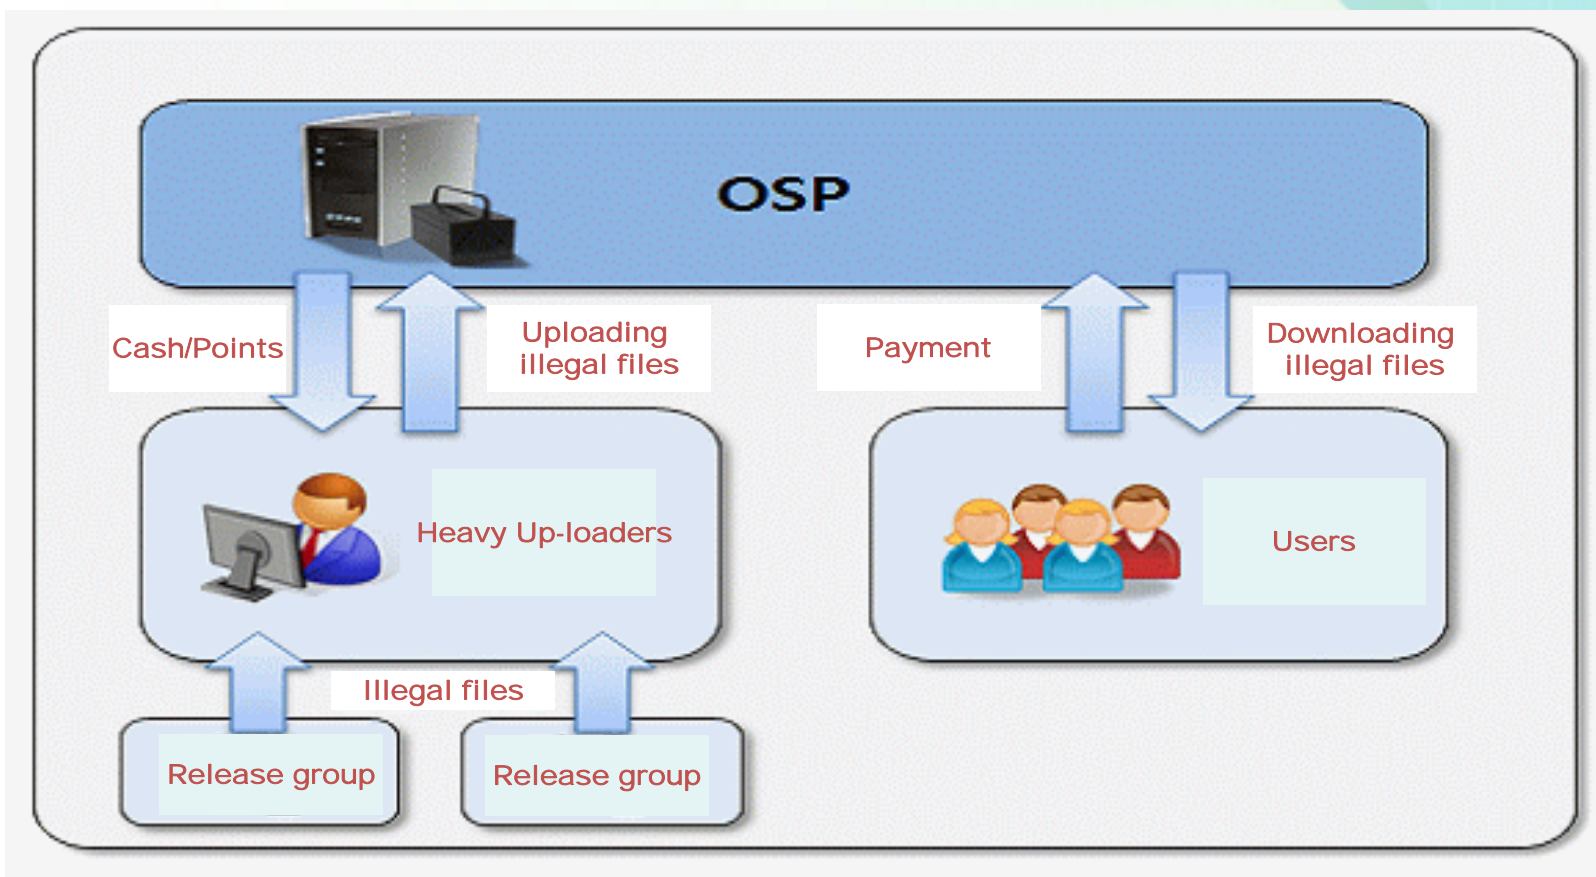 OSP
Cash/Points
Uploading
illegal files
Payment
Downloading
illegal files
Heavy Up-loaders
Users
Illegal files
Release group
Release group